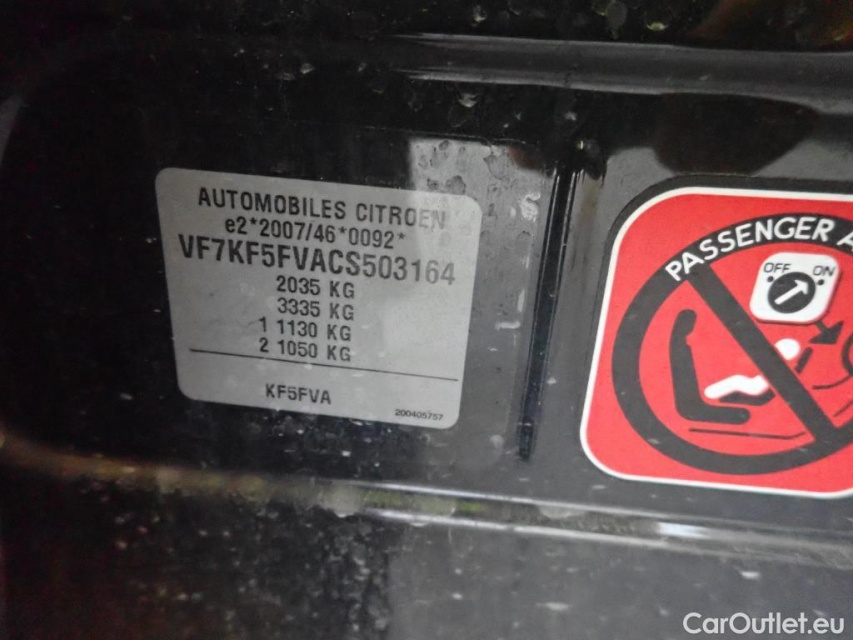 AUTOMOBILES CITROEN
e2*2007/46*0092*
VF7KF5FVACS503164
2035 KG
3335 KG
1 1130 KG
2 1050 KG
KF5FVA
200405757
PASSENGER A
OFF ON
CarOutlet.eu